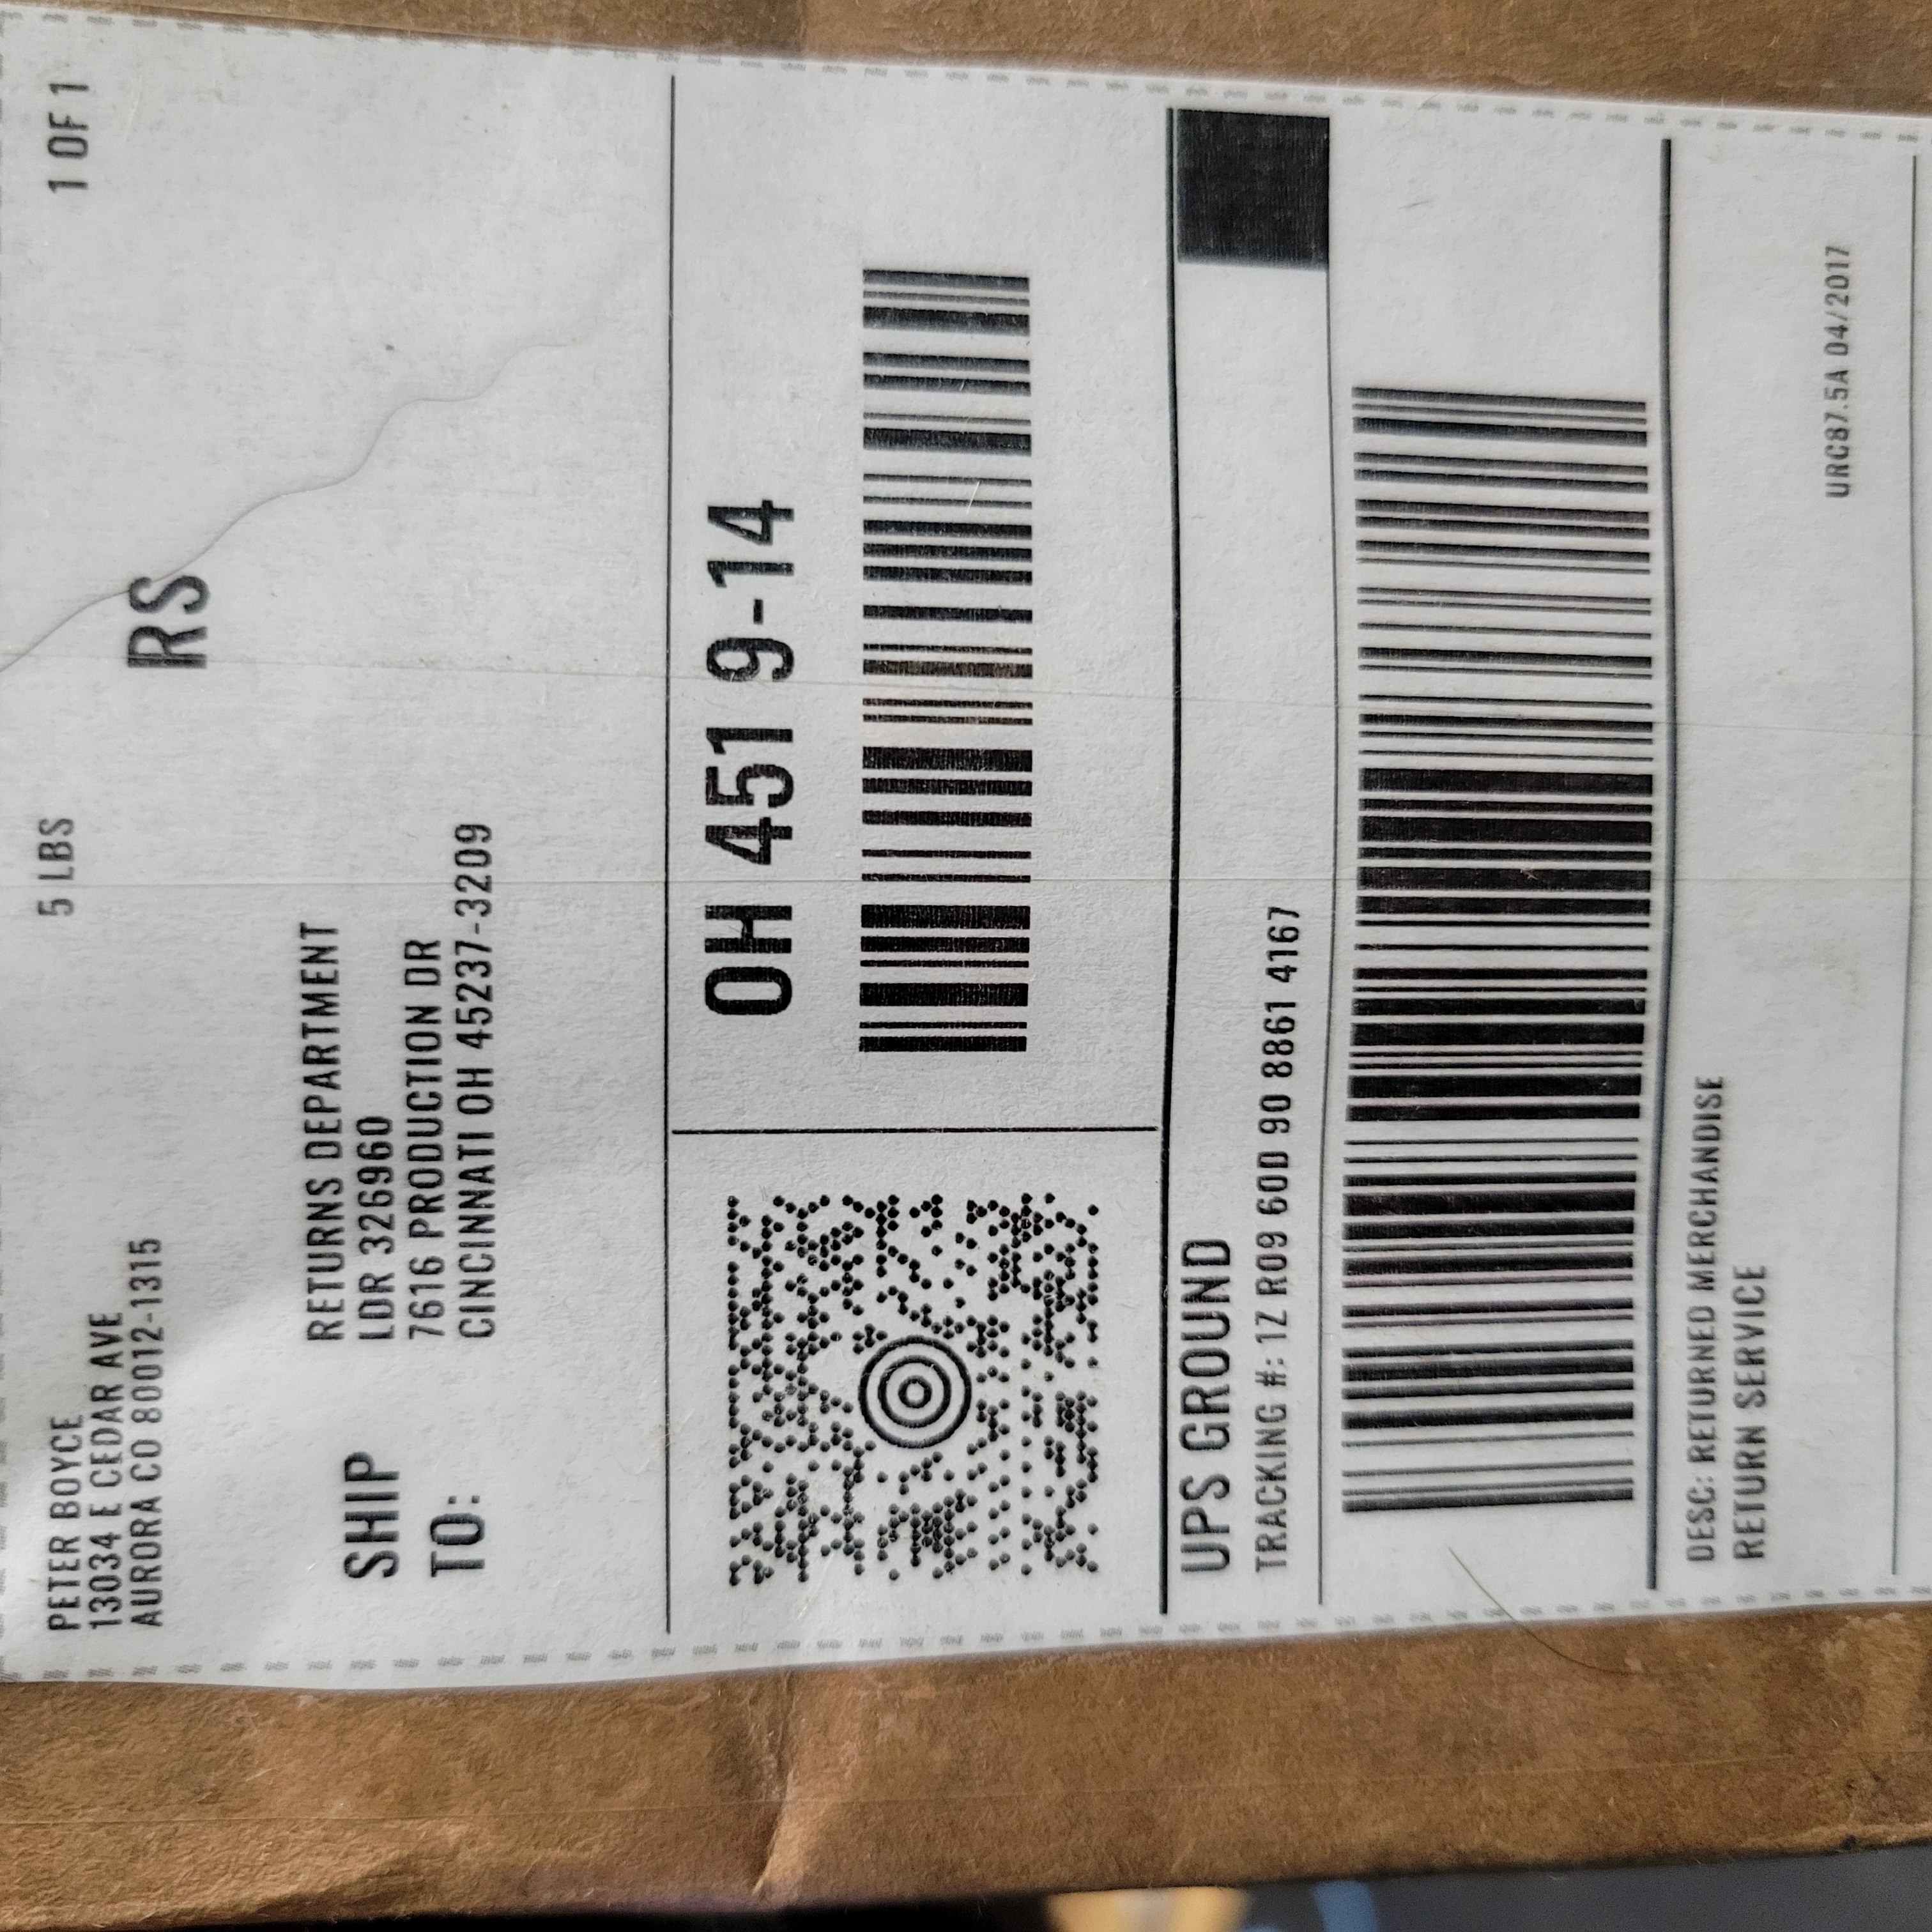 PETER BOYCE
13034 E CEDAR AVE
AURORA CO 80012-1315
5 LBS
1 OF 1
RS
SHIP
TO:
RETURNS DEPARTMENT
LDR 326960
7616 PRODUCTION DR
CINCINNATI OH 45237-3209
OH 451 9-14
UPS GROUND
TRACKING #: 1Z R09 60D 90 8861 4167
DESC: RETURNED MERCHANDISE
RETURN SERVICE
URC87.5A 04/2017